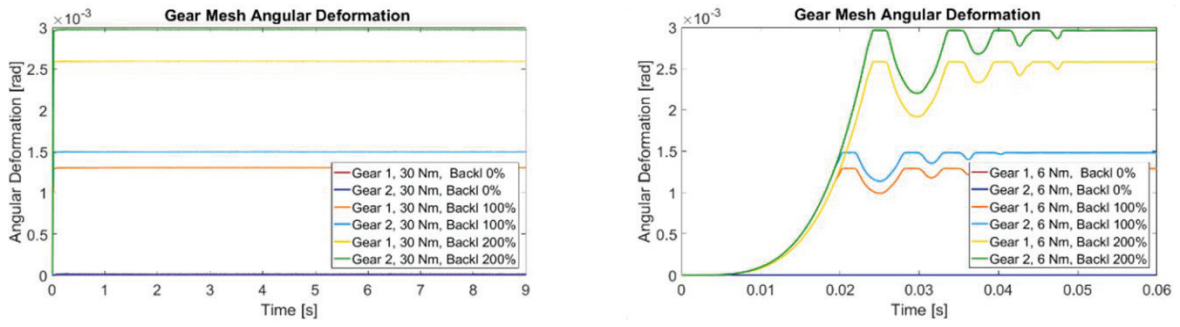 Gear Mesh Angular Deformation
×10⁻³
Angular Deformation [rad]
3
2.5
2
1.5
1
0.5
0
0 1 2 3 4 5 6 7 8 9
Time [s]
Gear 1, 30 Nm, Backl 0%
Gear 2, 30 Nm, Backl 0%
Gear 1, 30 Nm, Backl 100%
Gear 2, 30 Nm, Backl 100%
Gear 1, 30 Nm, Backl 200%
Gear 2, 30 Nm, Backl 200%
Gear Mesh Angular Deformation
×10⁻³
Angular Deformation [rad]
3
2.5
2
1.5
1
0.5
0
0 0.01 0.02 0.03 0.04 0.05 0.06
Time [s]
Gear 1, 6 Nm, Backl 0%
Gear 2, 6 Nm, Backl 0%
Gear 1, 6 Nm, Backl 100%
Gear 2, 6 Nm, Backl 100%
Gear 1, 6 Nm, Backl 200%
Gear 2, 6 Nm, Backl 200%